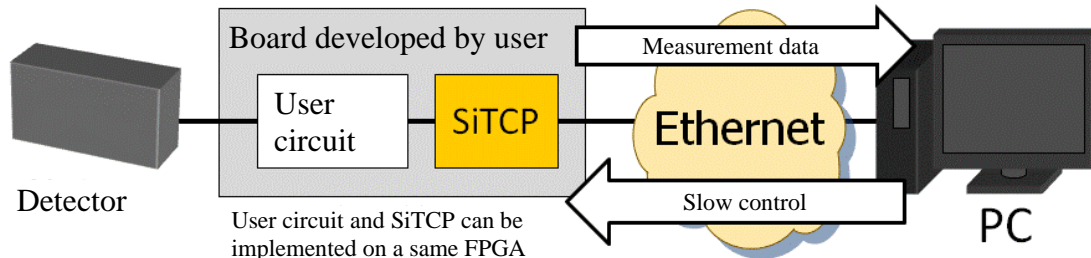 Board developed by user
Measurement data
User
circuit
SiTCP
Ethernet
Detector
Slow control
PC
User circuit and SiTCP can be
implemented on a same FPGA